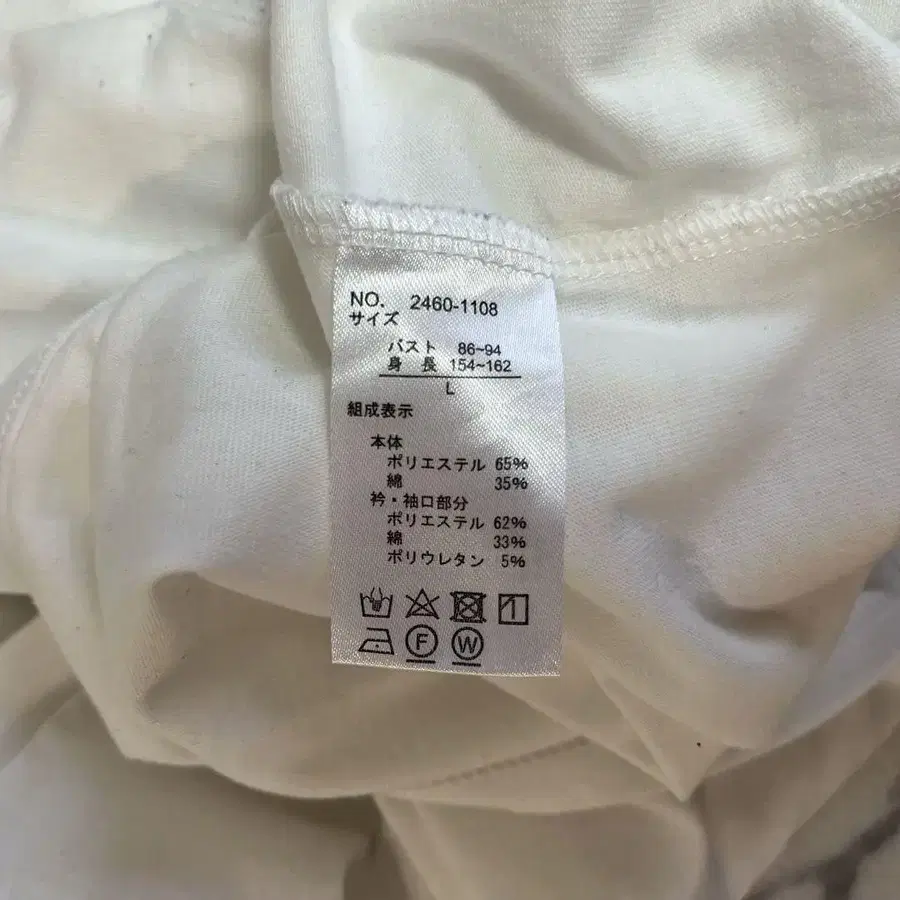 NO. 2460-1108
サイズ
バスト 86~94
身長 154~162
L
組成表示
本体
ポリエステル 65%
綿 35%
衿・袖口部分
ポリエステル 62%
綿 33%
ポリウレタン 5%
F W